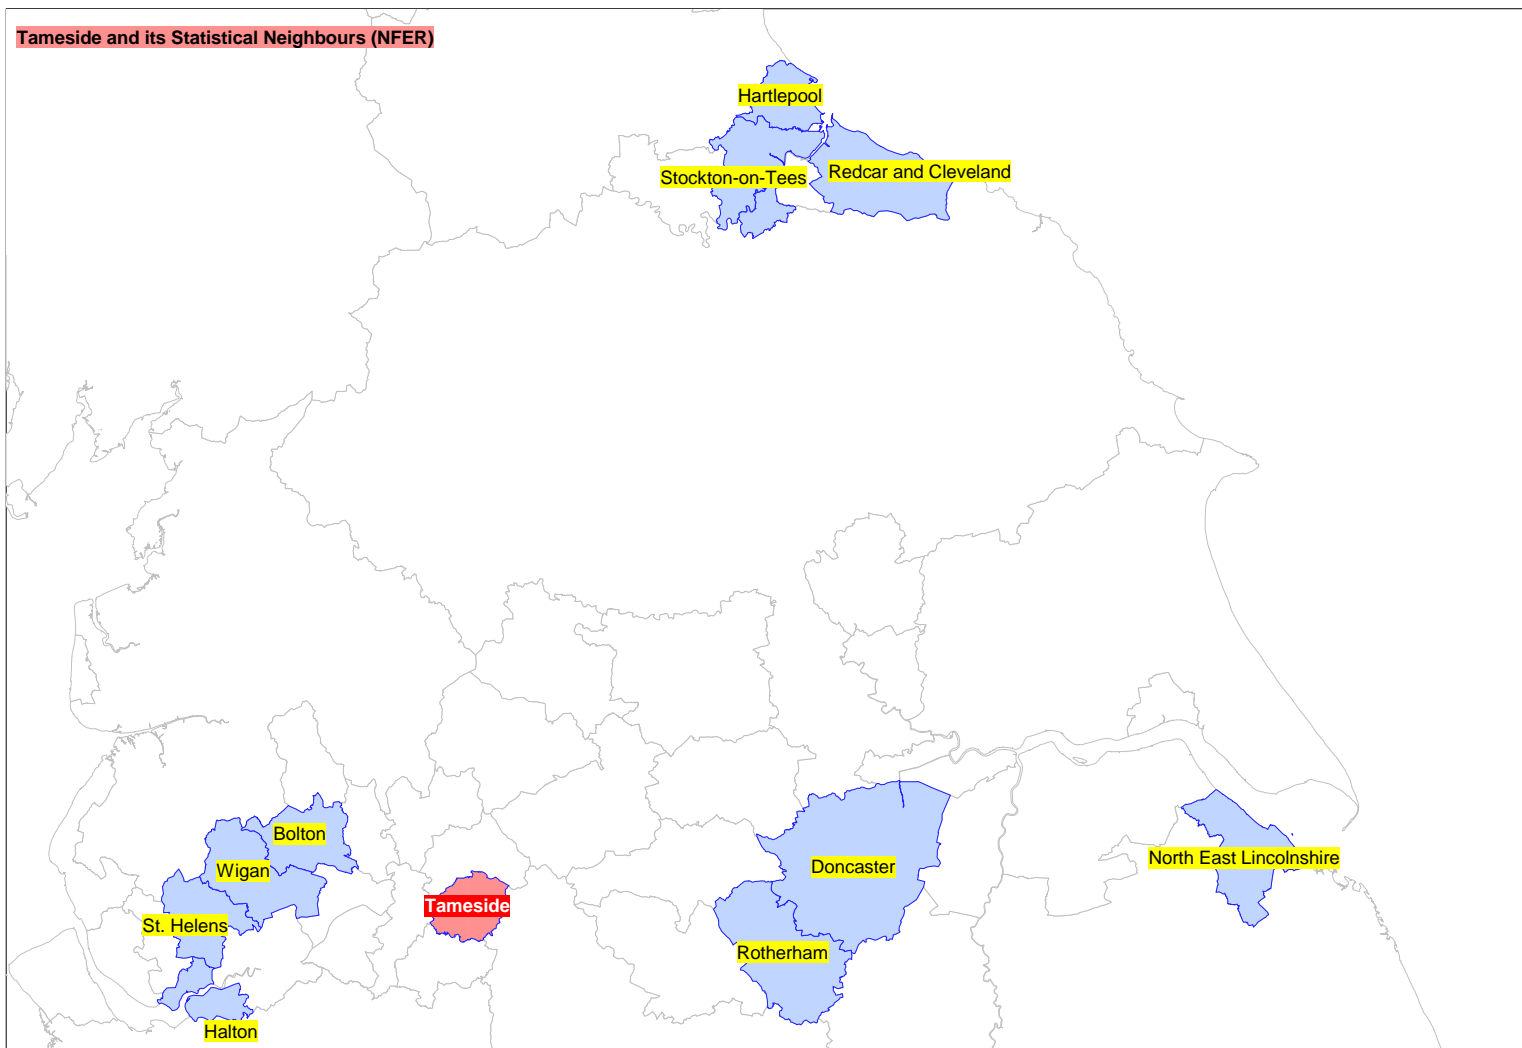 Tameside and its Statistical Neighbours (NFER)
Hartlepool
Stockton-on-Tees
Redcar and Cleveland
Bolton
Wigan
St. Helens
Halton
Tameside
Doncaster
Rotherham
North East Lincolnshire